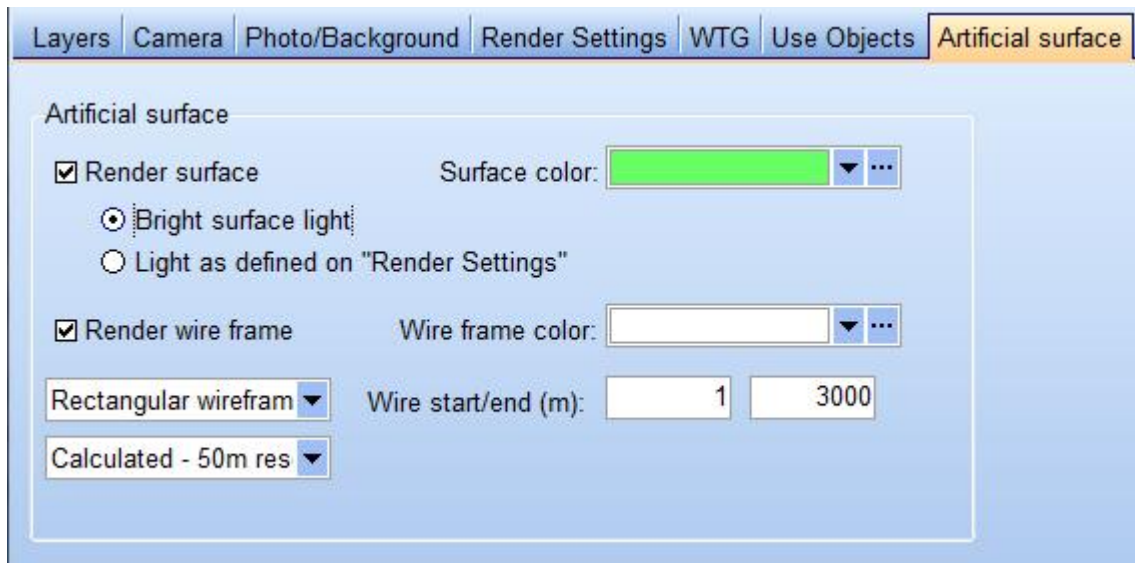 Layers Camera Photo/Background Render Settings WTG Use Objects Artificial surface
Artificial surface
Render surface Surface color: ...
Bright surface light
Light as defined on "Render Settings"
Render wire frame Wire frame color: ...
Rectangular wirefram Wire start/end (m): 1 3000
Calculated - 50m res